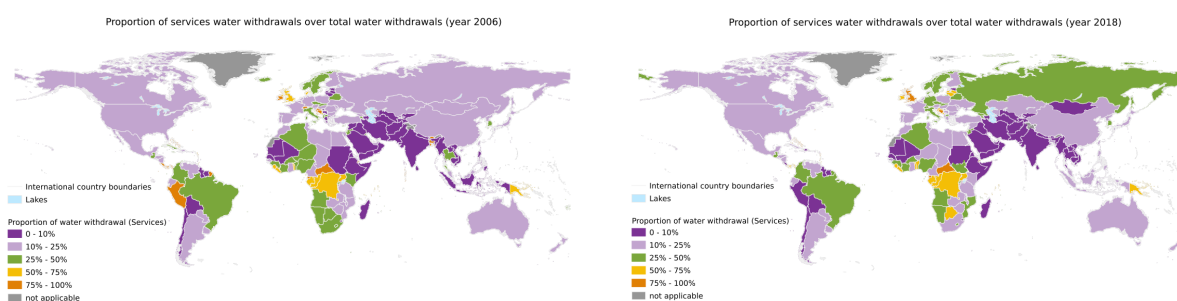 Proportion of services water withdrawals over total water withdrawals (year 2006)
International country boundaries
Lakes
Proportion of water withdrawal (Services)
0 - 10%
10% - 25%
25% - 50%
50% - 75%
75% - 100%
not applicable
Proportion of services water withdrawals over total water withdrawals (year 2018)
International country boundaries
Lakes
Proportion of water withdrawal (Services)
0 - 10%
10% - 25%
25% - 50%
50% - 75%
75% - 100%
not applicable